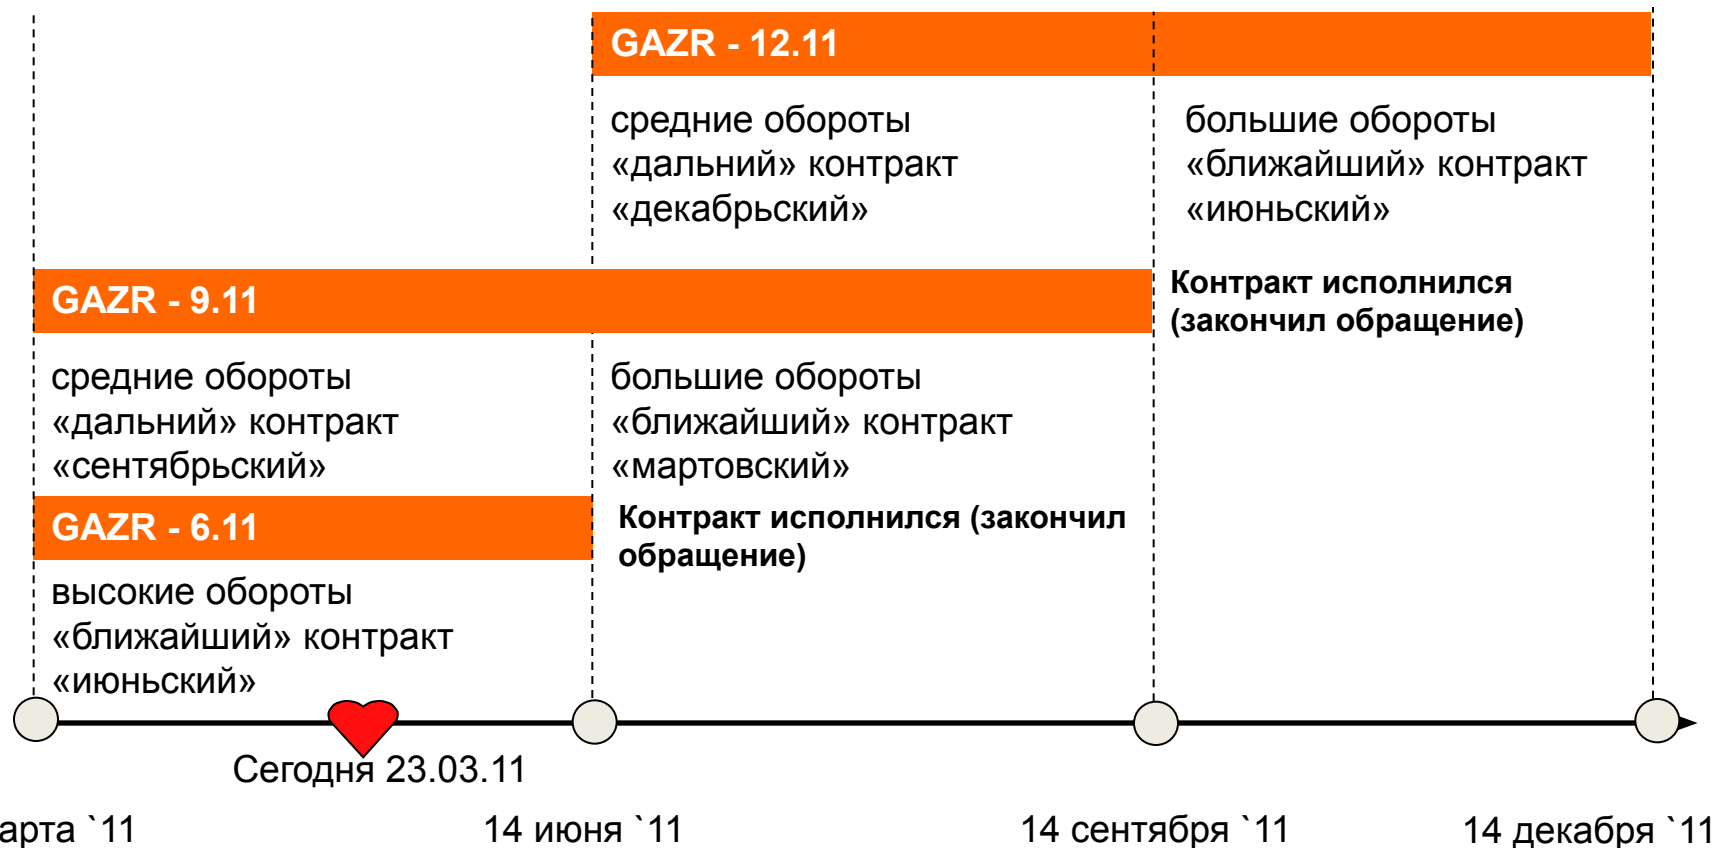 GAZR - 12.11
средние обороты
«дальний» контракт
«декабрьский»
большие обороты
«ближайший» контракт
«июньский»
GAZR - 9.11
Контракт исполнился
(закончил обращение)
средние обороты
«дальний» контракт
«сентябрьский»
большие обороты
«ближайший» контракт
«мартовский»
GAZR - 6.11
Контракт исполнился (закончил
обращение)
высокие обороты
«ближайший» контракт
«июньский»
Сегодня 23.03.11
арта `11
14 июня `11
14 сентября `11
14 декабря `11